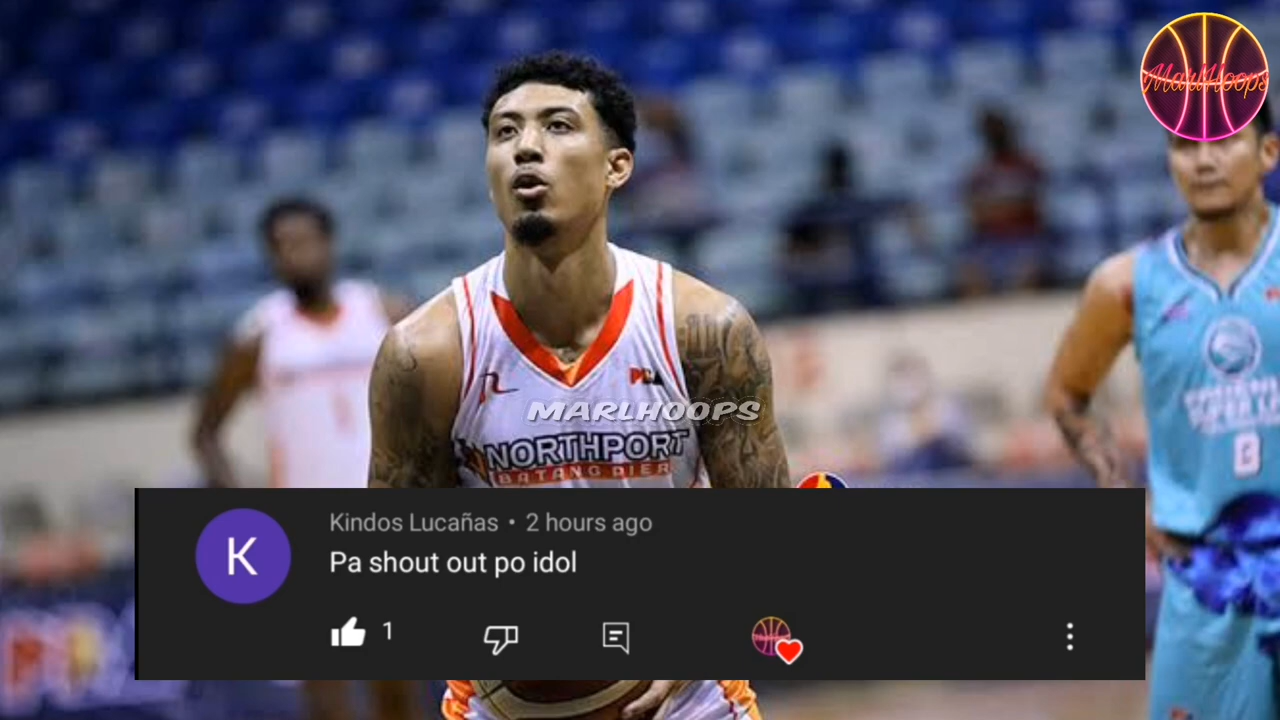 MarlHoops
MARLHOOPS
NORTHPORT
BATANG PIER
Kindos Lucañas • 2 hours ago
Pa shout out po idol
1
K